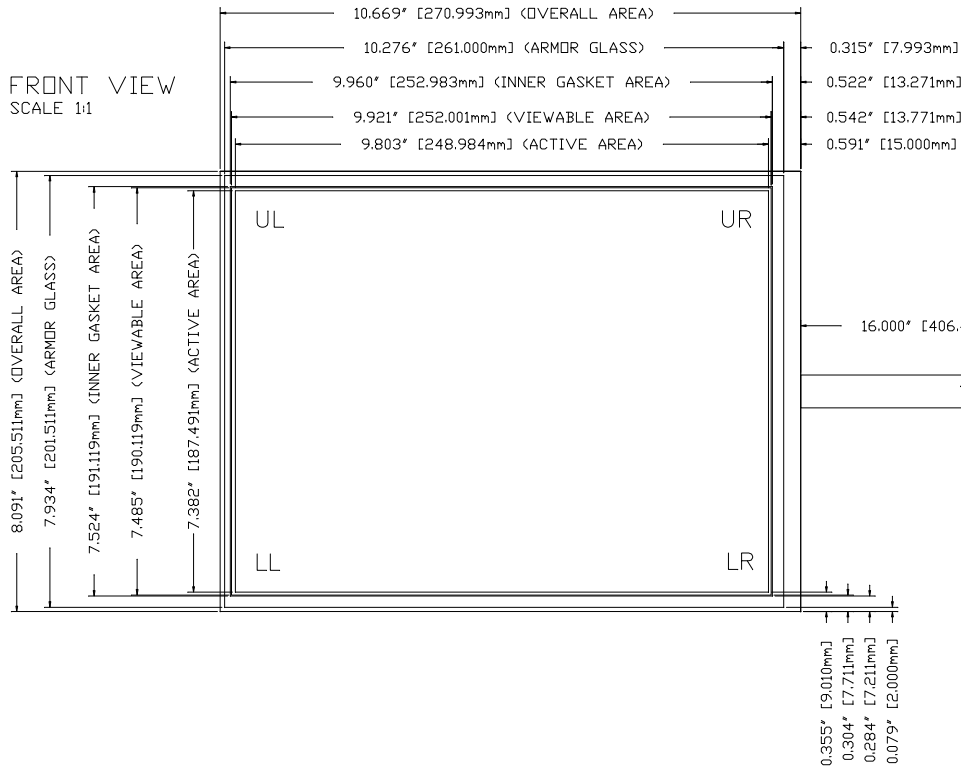 10.669" [270.993mm] (OVERALL AREA)
10.276" [261.000mm] (ARMOR GLASS)
0.315" [7.993mm]
FRONT VIEW
SCALE 1:1
9.960" [252.983mm] (INNER GASKET AREA)
0.522" [13.271mm]
9.921" [252.001mm] (VIEWABLE AREA)
0.542" [13.771mm]
9.803" [248.984mm] (ACTIVE AREA)
0.591" [15.000mm]
UL
UR
8.091" [205.511mm] (OVERALL AREA)
7.934" [201.511mm] (ARMOR GLASS)
7.524" [191.119mm] (INNER GASKET AREA)
7.485" [190.119mm] (VIEWABLE AREA)
7.382" [187.491mm] (ACTIVE AREA)
16.000" [406.
LL
LR
0.355" [9.010mm]
0.304" [7.711mm]
0.284" [7.211mm]
0.079" [2.000mm]